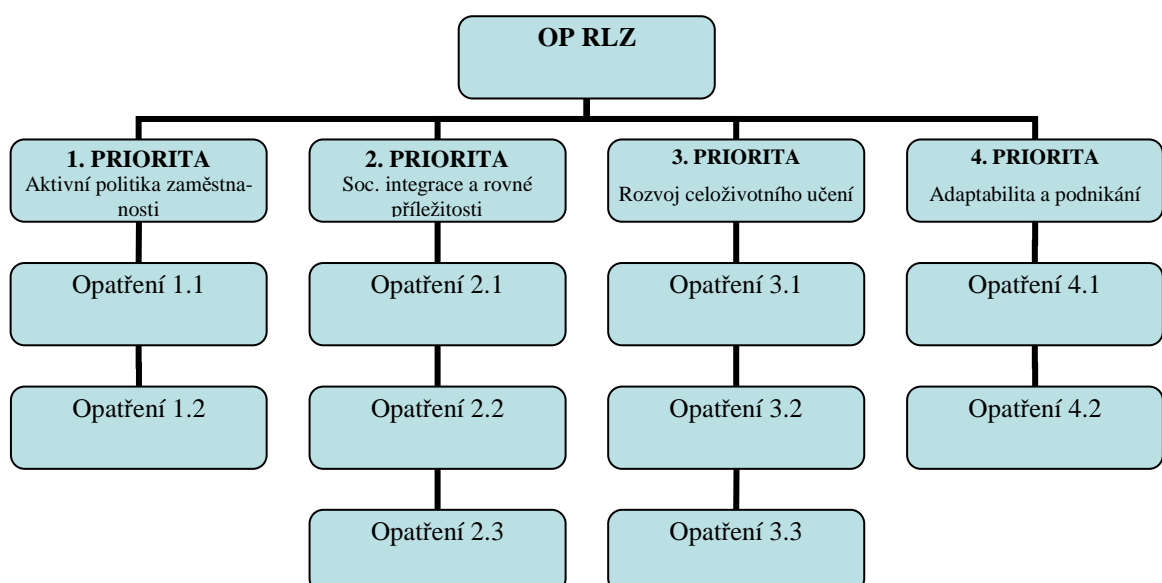 OP RLZ
1. PRIORITA
Aktivní politika zaměstna-
nosti
2. PRIORITA
Soc. integrace a rovné
příležitosti
3. PRIORITA
Rozvoj celoživotního učení
4. PRIORITA
Adaptabilita a podnikání
Opatření 1.1
Opatření 2.1
Opatření 3.1
Opatření 4.1
Opatření 1.2
Opatření 2.2
Opatření 3.2
Opatření 4.2
Opatření 2.3
Opatření 3.3